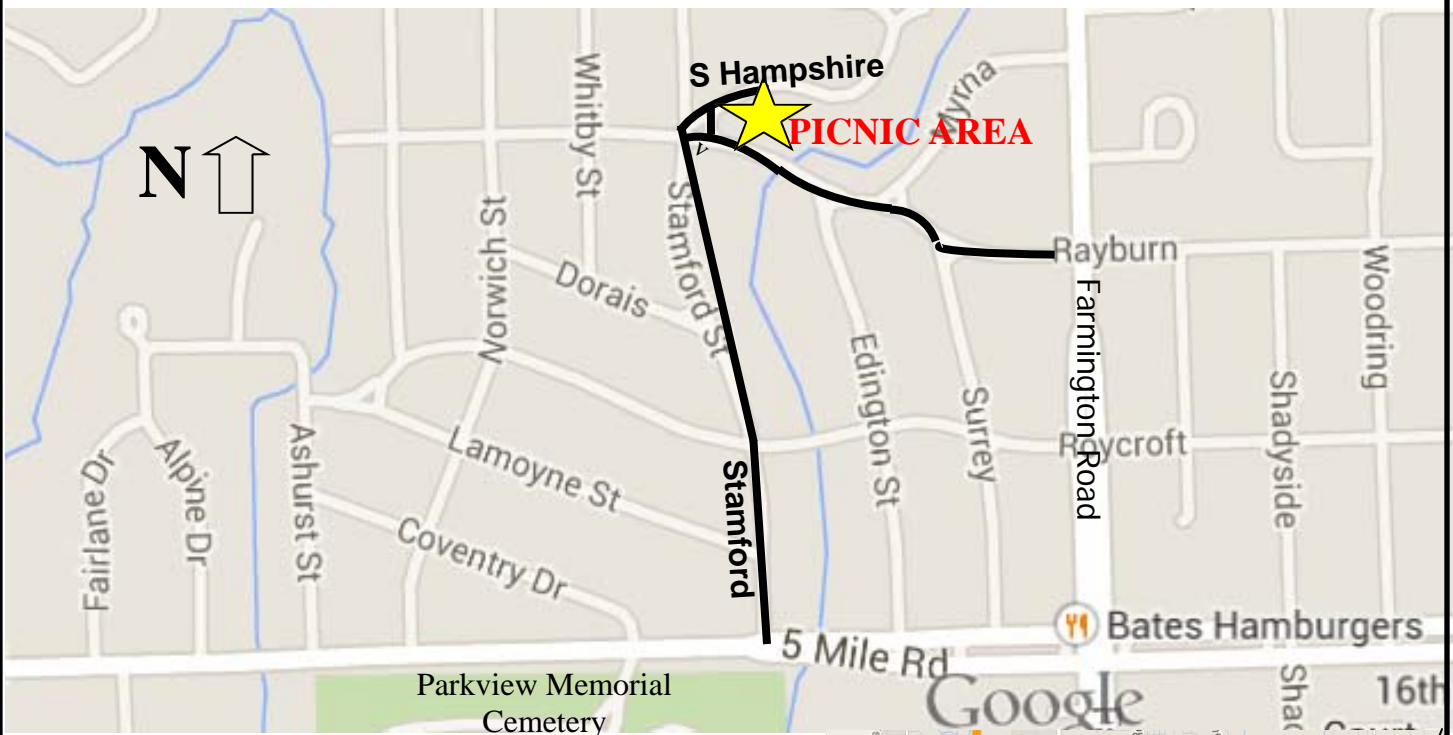 S Hampshire
Whitby St
Myrna
PICNIC AREA
N
Stamford St
Norwich St
Dorais
Rayburn
Farmington Road
Woodring
Edington St
Surrey
Shadyside
Roycroft
Fairlane Dr
Alpine Dr
Ashurst St
Lamoyne St
Stamford
Coventry Dr
Bates Hamburgers
5 Mile Rd
Parkview Memorial
Cemetery
Google
Shad
16th